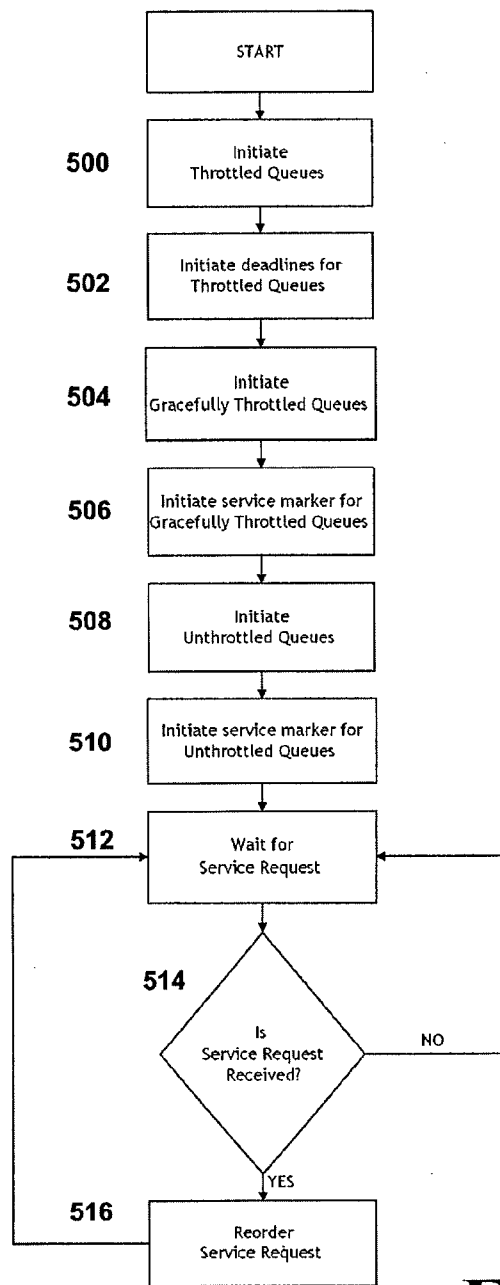 START
500
Initiate
Throttled Queues
502
Initiate deadlines for
Throttled Queues
504
Initiate
Gracefully Throttled Queues
506
Initiate service marker for
Gracefully Throttled Queues
508
Initiate
Unthrottled Queues
510
Initiate service marker for
Unthrottled Queues
512
Wait for
Service Request
514
Is
Service Request
Received?
NO
YES
516
Reorder
Service Request